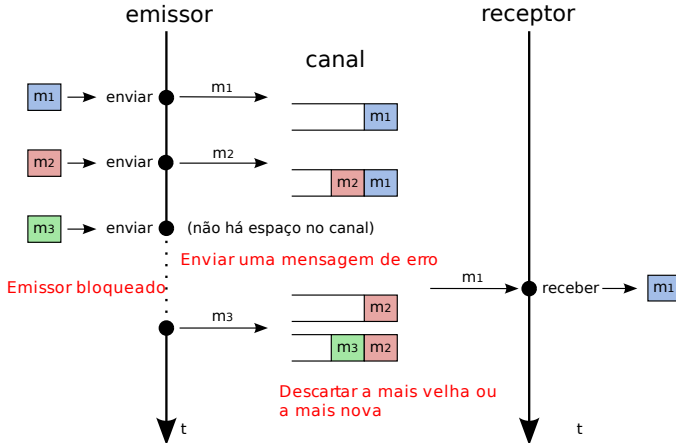 emissor
receptor
canal
m1 enviar m1
m1
m2 enviar m2
m2 m1
m3 enviar (não há espaço no canal)
Enviar uma mensagem de erro
Emissor bloqueado
m1 receber m1
m2
m3
m3 m2
Descartar a mais velha ou
a mais nova
t
t